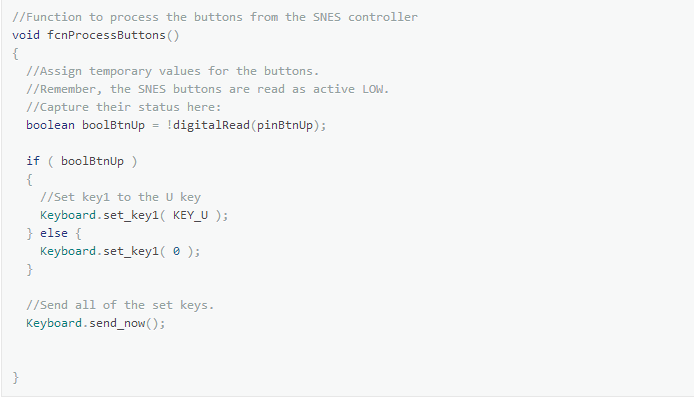 //Function to process the buttons from the SNES controller
void fcnProcessButtons()
{
  //Assign temporary values for the buttons.
  //Remember, the SNES buttons are read as active LOW.
  //Capture their status here:
  boolean boolBtnUp = !digitalRead(pinBtnUp);

  if ( boolBtnUp )
  {
    //Set key1 to the U key
    Keyboard.set_key1( KEY_U );
  } else {
    Keyboard.set_key1( 0 );
  }

  //Send all of the set keys.
  Keyboard.send_now();

}